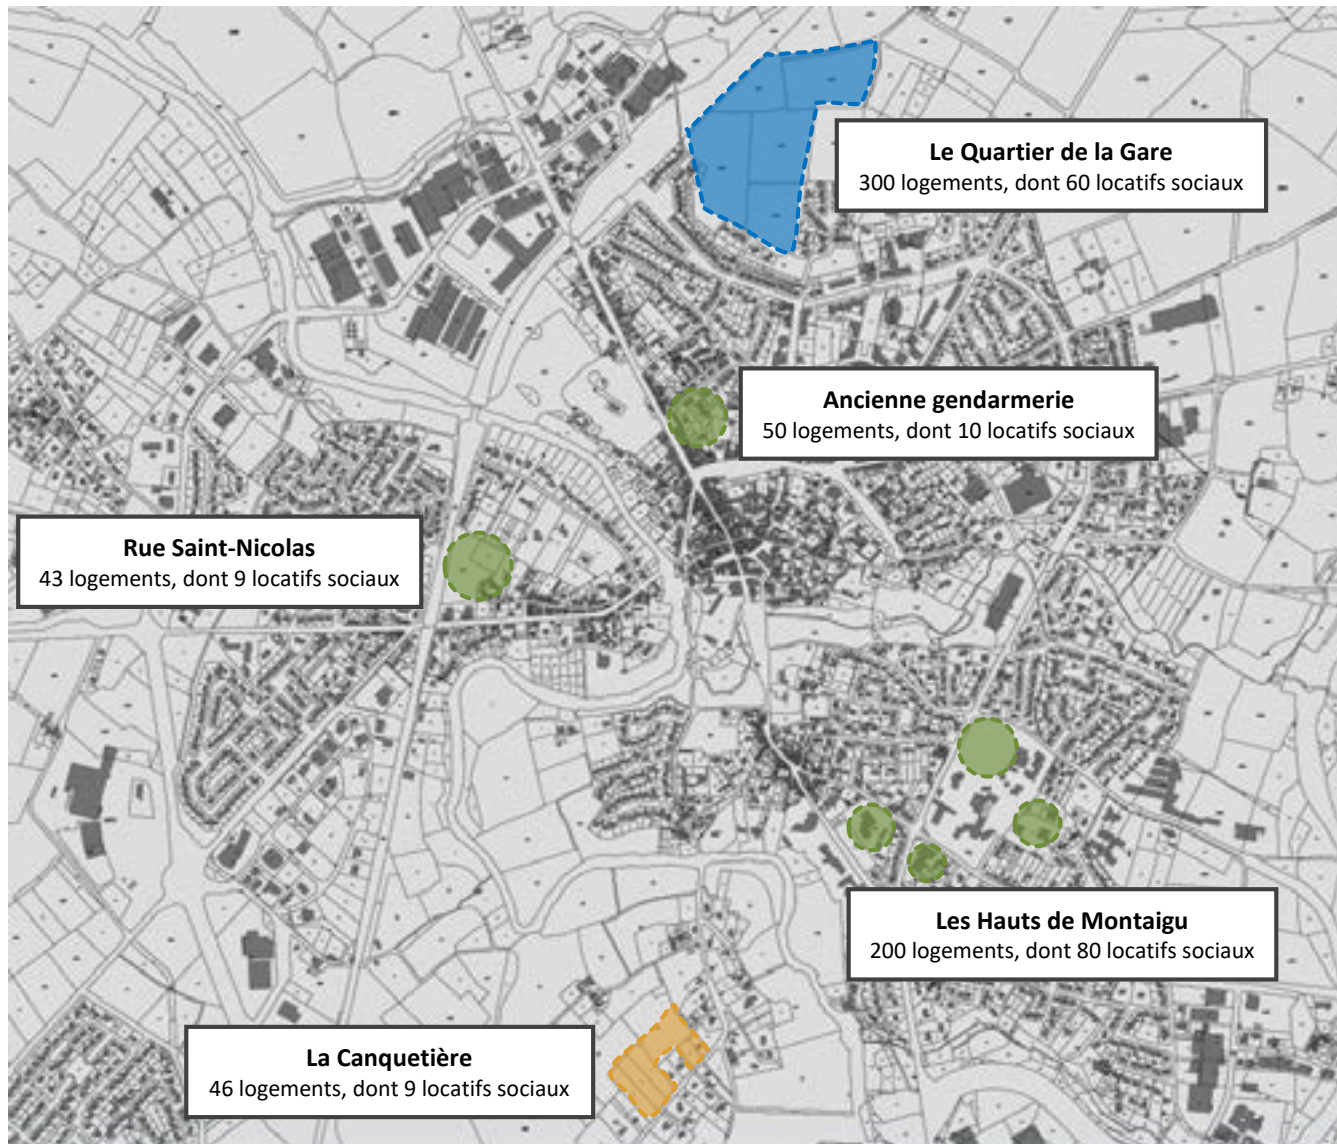 Le Quartier de la Gare
300 logements, dont 60 locatifs sociaux
Ancienne gendarmerie
50 logements, dont 10 locatifs sociaux
Rue Saint-Nicolas
43 logements, dont 9 locatifs sociaux
Les Hauts de Montaigu
200 logements, dont 80 locatifs sociaux
La Canquetière
46 logements, dont 9 locatifs sociaux